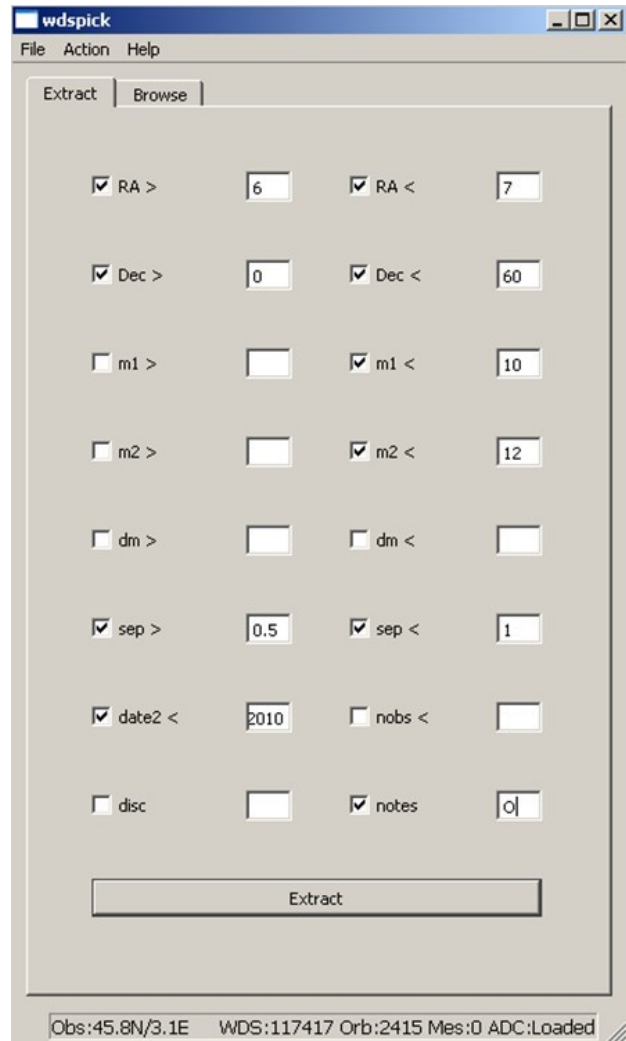 wdspick
File Action Help
Extract Browse
RA > 6 RA < 7
Dec > 0 Dec < 60
m1 > m1 < 10
m2 > m2 < 12
dm > dm <
sep > 0.5 sep < 1
date2 < 2010 nobs <
disc notes O
Extract
Obs:45.8N/3.1E WDS:117417 Orb:2415 Mes:0 ADC:Loaded